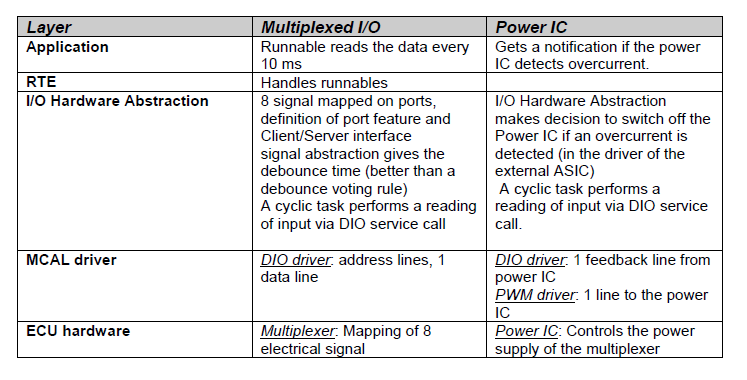 Layer
Multiplexed I/O
Power IC
Application
Runnable reads the data every
10 ms
Gets a notification if the power
IC detects overcurrent.
RTE
Handles runnables
I/O Hardware Abstraction
8 signal mapped on ports,
definition of port feature and
Client/Server interface
signal abstraction gives the
debounce time (better than a
debounce voting rule)
A cyclic task performs a reading
of input via DIO service call
I/O Hardware Abstraction
makes decision to switch off the
Power IC if an overcurrent is
detected (in the driver of the
external ASIC)
A cyclic task performs a
reading of input via DIO service
call.
MCAL driver
DIO driver: address lines, 1
data line
DIO driver: 1 feedback line from
power IC
PWM driver: 1 line to the power
IC
ECU hardware
Multiplexer: Mapping of 8
electrical signal
Power IC: Controls the power
supply of the multiplexer